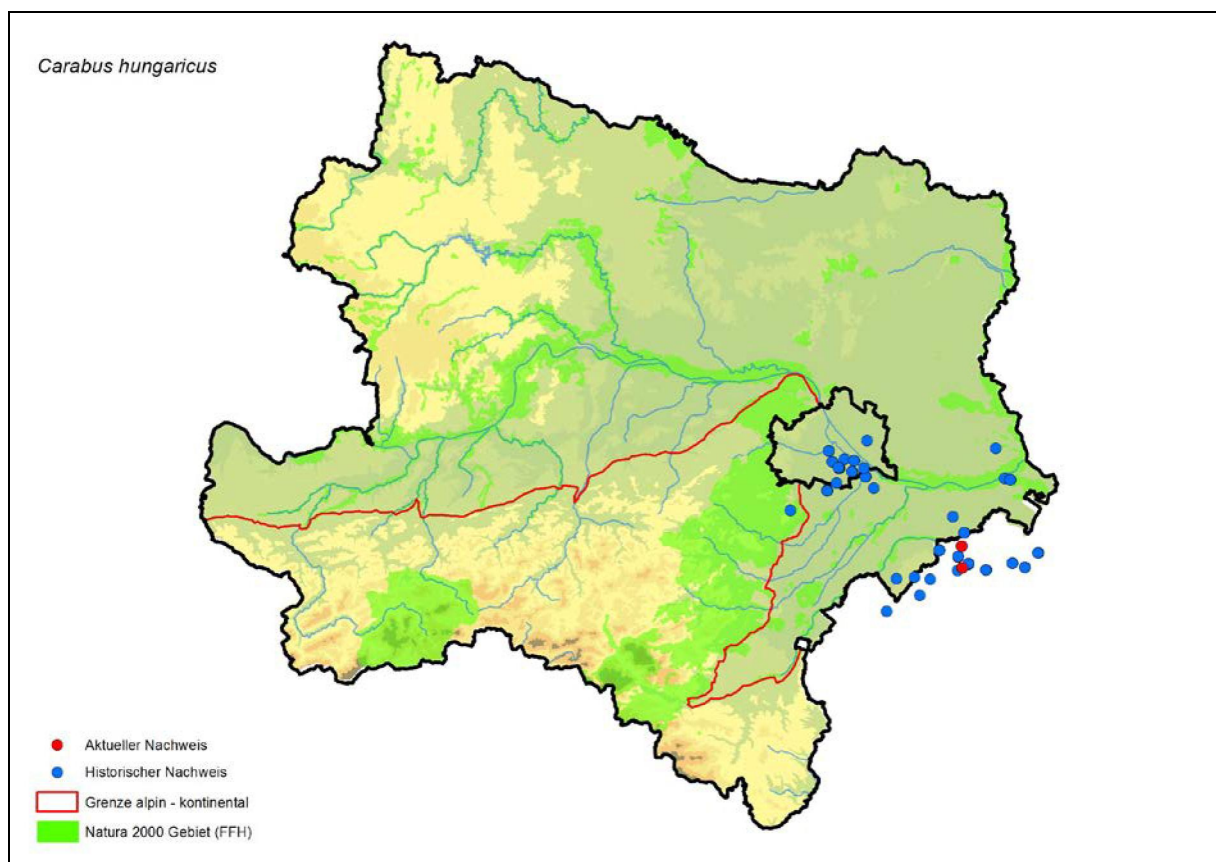 Carabus hungaricus
Aktueller Nachweis
Historischer Nachweis
Grenze alpin - kontinental
Natura 2000 Gebiet (FFH)